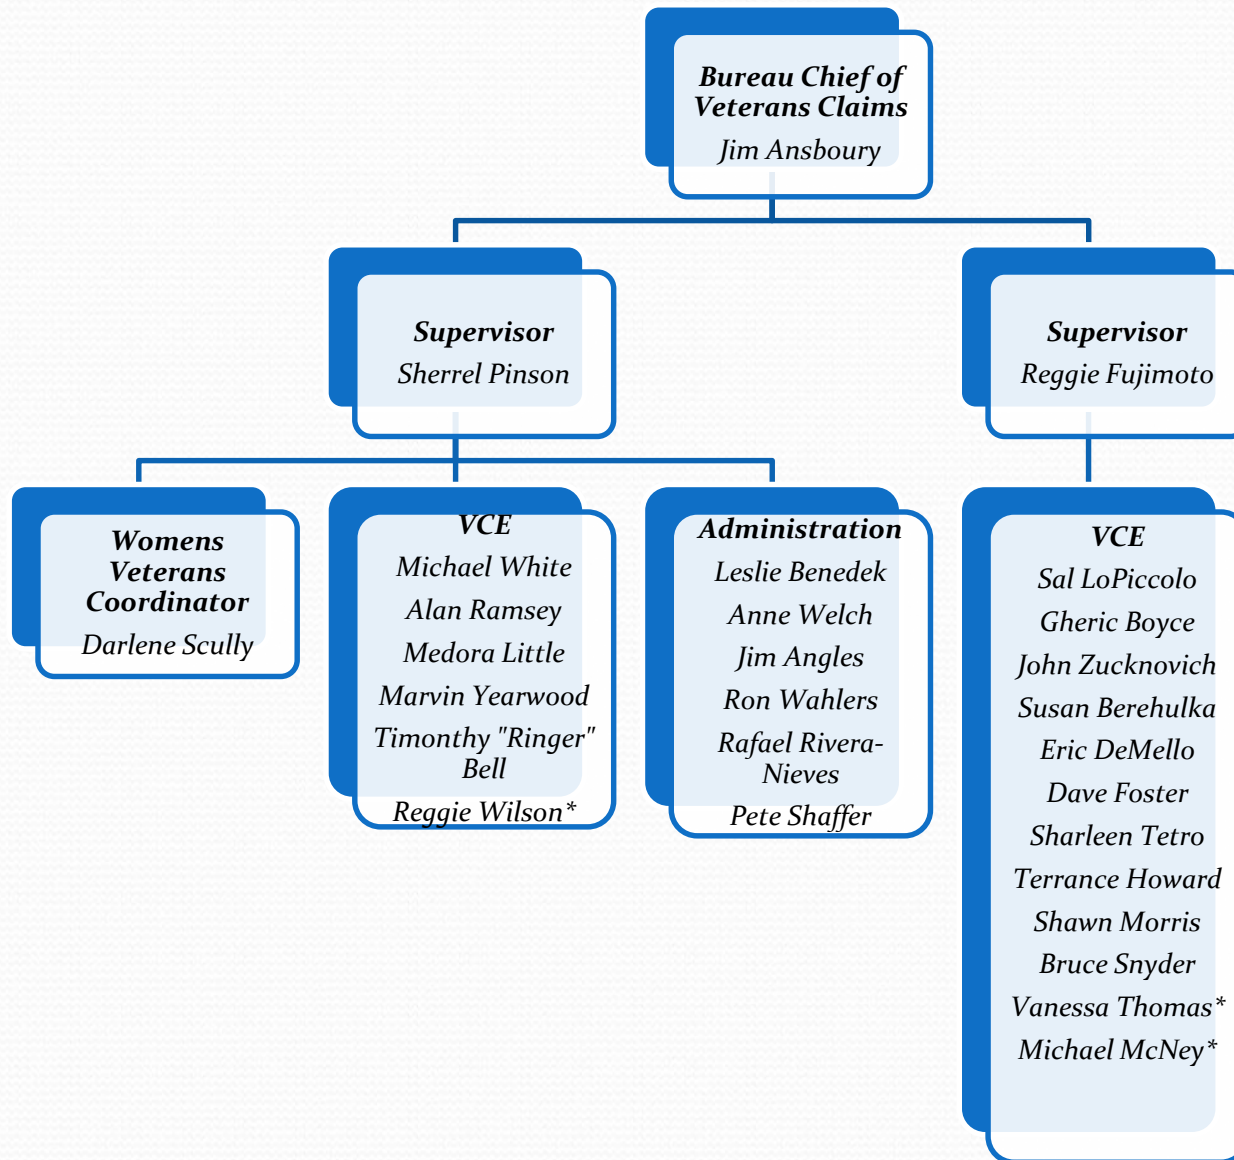 Bureau Chief of
Veterans Claims
Jim Ansboury
Supervisor
Sherrel Pinson
Supervisor
Reggie Fujimoto
Womens
Veterans
Coordinator
Darlene Scully
VCE
Michael White
Alan Ramsey
Medora Little
Marvin Yearwood
Timonthy "Ringer"
Bell
Reggie Wilson*
Administration
Leslie Benedek
Anne Welch
Jim Angles
Ron Wahlers
Rafael Rivera-
Nieves
Pete Shaffer
VCE
Sal LoPiccolo
Gheric Boyce
John Zucknovich
Susan Berehulka
Eric DeMello
Dave Foster
Sharleen Tetro
Terrance Howard
Shawn Morris
Bruce Snyder
Vanessa Thomas*
Michael McNey*